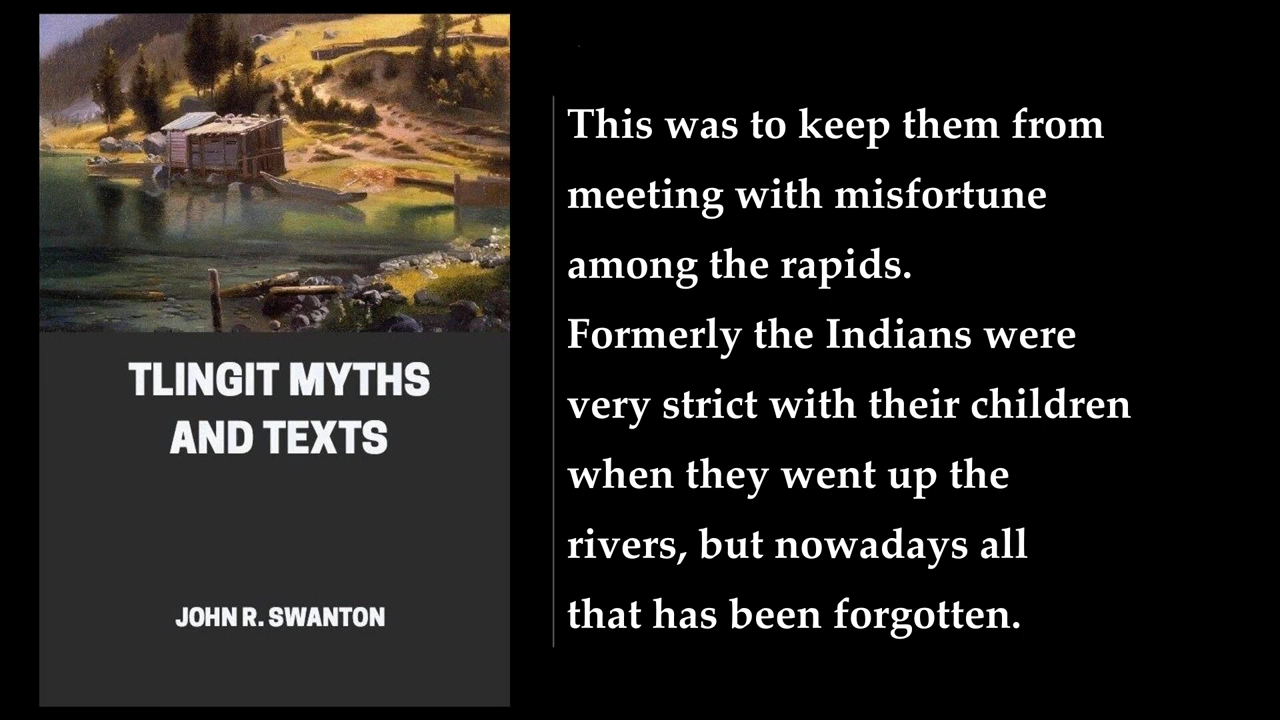 TLINGIT MYTHS
AND TEXTS
JOHN R. SWANTON
This was to keep them from
meeting with misfortune
among the rapids.
Formerly the Indians were
very strict with their children
when they went up the
rivers, but nowadays all
that has been forgotten.